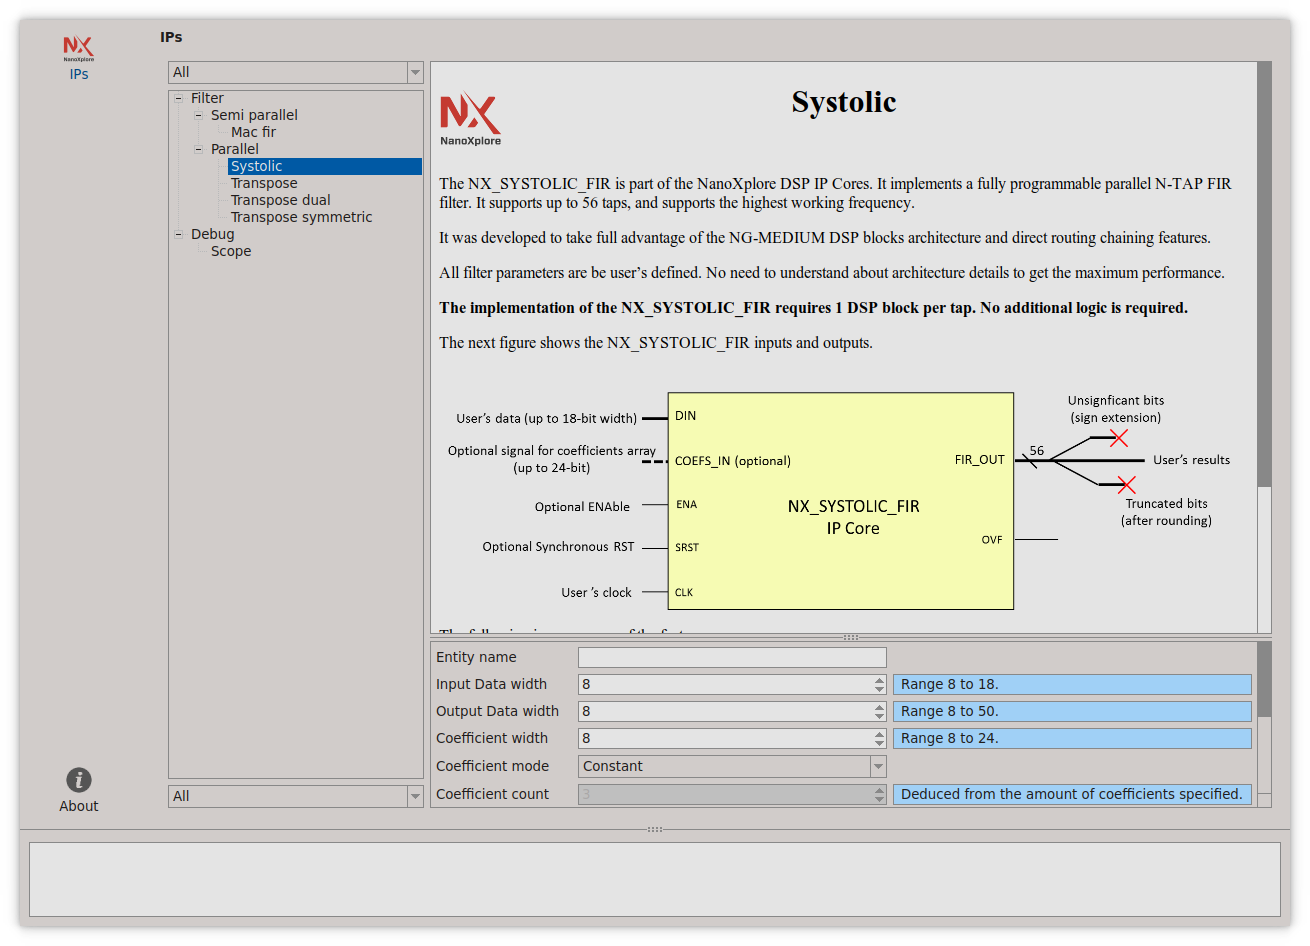 IPs
NX
NanoXplore
IPs
All
Filter
Semi parallel
Mac fir
Parallel
Systolic
Transpose
Transpose dual
Transpose symmetric
Debug
Scope
All
i
About
NX
NanoXplore
Systolic
The NX_SYSTOLIC_FIR is part of the NanoXplore DSP IP Cores. It implements a fully programmable parallel N-TAP FIR
filter. It supports up to 56 taps, and supports the highest working frequency.
It was developed to take full advantage of the NG-MEDIUM DSP blocks architecture and direct routing chaining features.
All filter parameters are be user’s defined. No need to understand about architecture details to get the maximum performance.
The implementation of the NX_SYSTOLIC_FIR requires 1 DSP block per tap. No additional logic is required.
The next figure shows the NX_SYSTOLIC_FIR inputs and outputs.
User’s data (up to 18-bit width)
Optional signal for coefficients array
(up to 24-bit)
Optional ENAble
Optional Synchronous RST
User ’s clock
DIN
COEFS_IN (optional)
ENA
SRST
CLK
NX_SYSTOLIC_FIR
IP Core
FIR_OUT
OVF
56
Unsignficant bits
(sign extension)
User’s results
Truncated bits
(after rounding)
Entity name
Input Data width 8 Range 8 to 18.
Output Data width 8 Range 8 to 50.
Coefficient width 8 Range 8 to 24.
Coefficient mode Constant
Coefficient count 3 Deduced from the amount of coefficients specified.